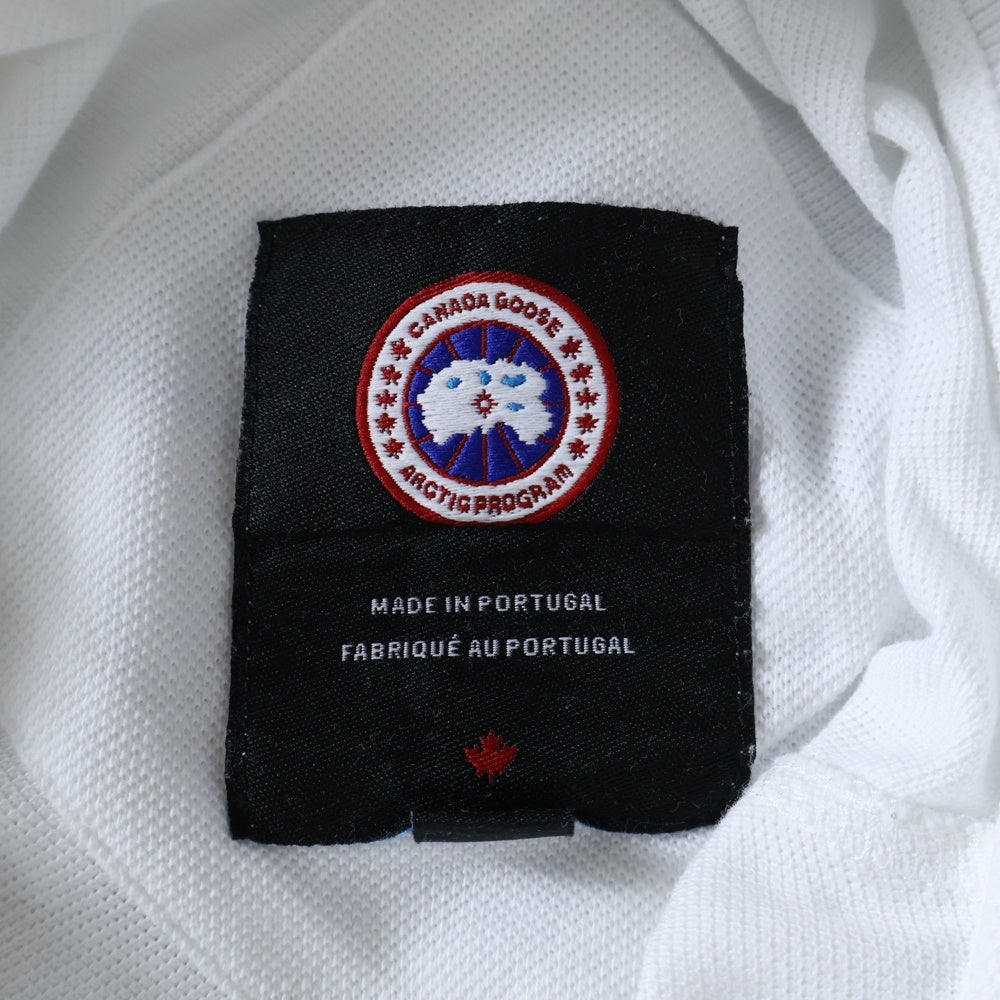 CANADA GOOSE
ARCTIC PROGRAM
MADE IN PORTUGAL
FABRIQUÉ AU PORTUGAL